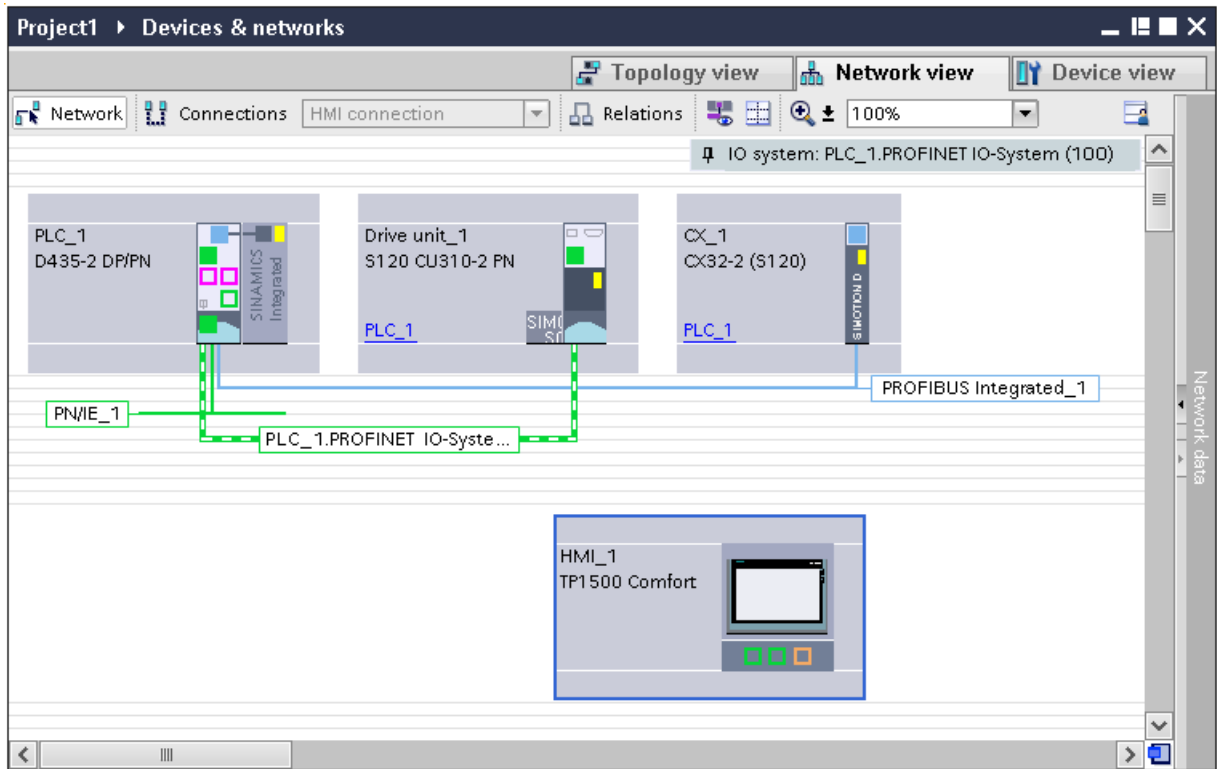 Project1 ▸ Devices & networks
Topology view
Network view
Device view
Network
Connections
HMI connection
Relations
100%
IO system: PLC_1.PROFINET IO-System (100)
PLC_1
D435-2 DP/PN
SINAMICS
Integrated
Drive unit_1
S120 CU310-2 PN
PLC_1
CX_1
CX32-2 (S120)
PLC_1
SIMOTION D
PROFIBUS Integrated_1
PN/IE_1
PLC_1.PROFINET IO-Syste...
HMI_1
TP1500 Comfort
Network data